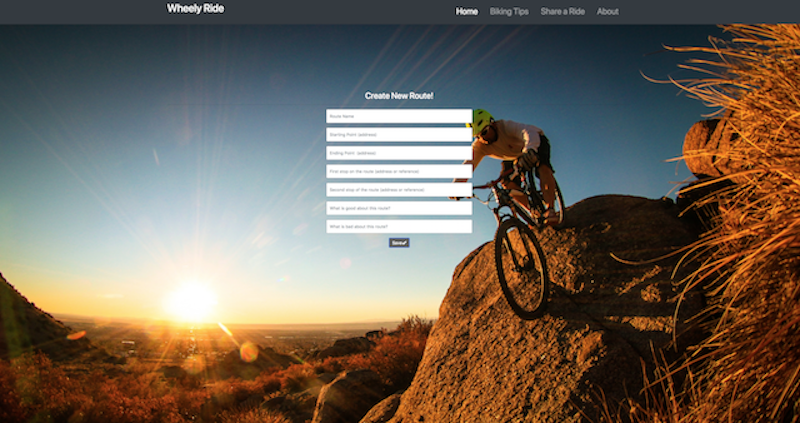 Wheely Ride
Home Biking Tips Share a Ride About
Create New Route!
Route Name
Starting Point (address)
Ending Point (address)
First stop on the route (address or reference)
Second stop of the route (address or reference)
What is good about this route?
What is bad about this route?
Save